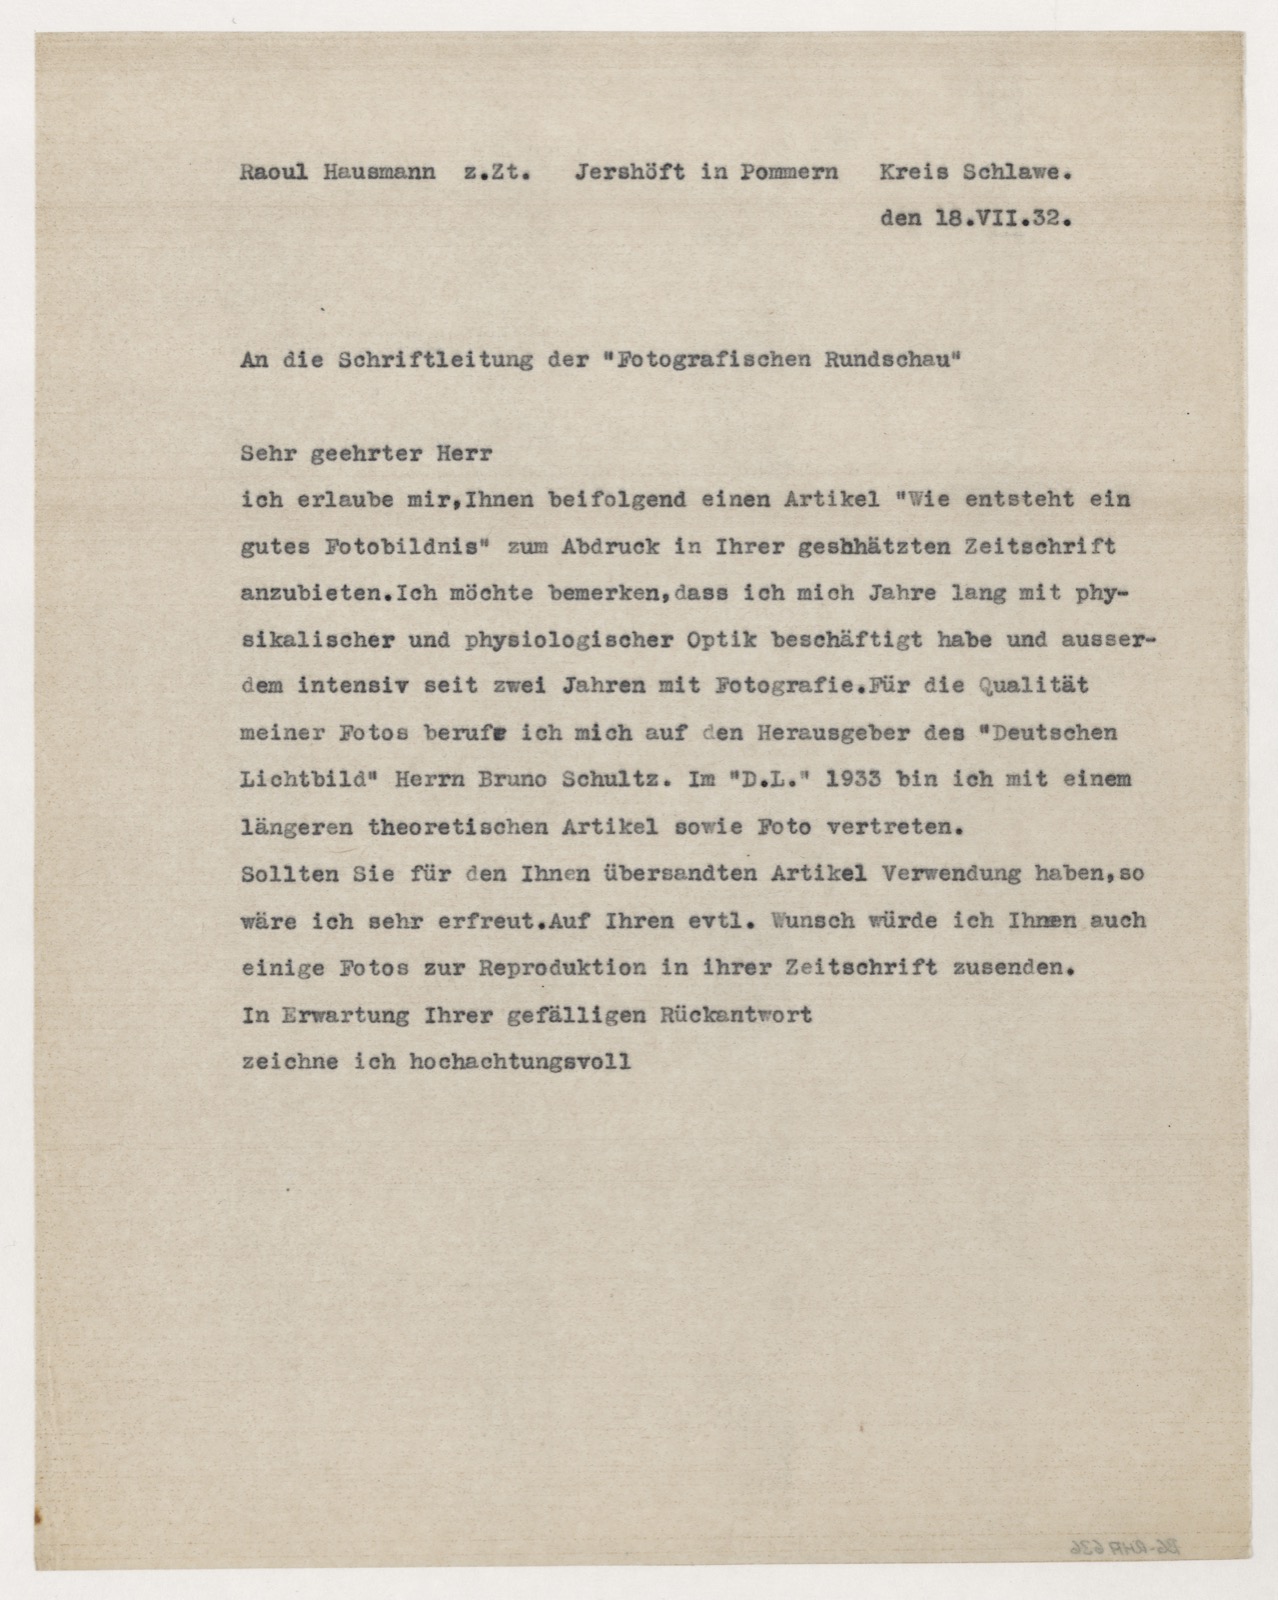 Raoul Hausmann  z.Zt.   Jershöft in Pommern   Kreis Schlawe.
den 18.VII.32.
An die Schriftleitung der "Fotografischen Rundschau"
Sehr geehrter Herr
ich erlaube mir,Ihnen beifolgend einen Artikel "Wie entsteht ein
gutes Fotobildnis" zum Abdruck in Ihrer geshhätzten Zeitschrift
anzubieten.Ich möchte bemerken,dass ich mich Jahre lang mit phy-
sikalischer und physiologischer Optik beschäftigt habe und ausser-
dem intensiv seit zwei Jahren mit Fotografie.Für die Qualität
meiner Fotos berufe ich mich auf den Herausgeber des "Deutschen
Lichtbild" Herrn Bruno Schultz. Im "D.L." 1933 bin ich mit einem
längeren theoretischen Artikel sowie Foto vertreten.
Sollten Sie für den Ihnen übersandten Artikel Verwendung haben,so
wäre ich sehr erfreut.Auf Ihren evtl. Wunsch würde ich Ihnen auch
einige Fotos zur Reproduktion in ihrer Zeitschrift zusenden.
In Erwartung Ihrer gefälligen Rückantwort
zeichne ich hochachtungsvoll
BG-RHA 636